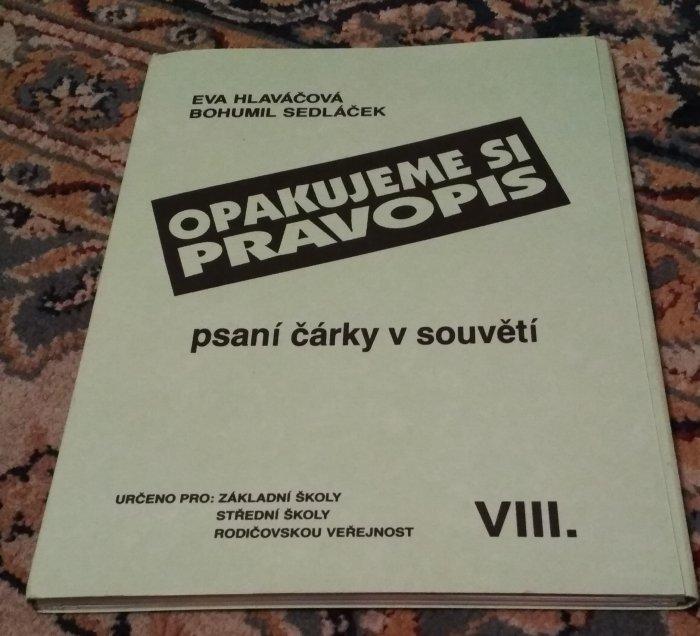 EVA HLAVÁČOVÁ
BOHUMIL SEDLÁČEK
OPAKUJEME SI
PRAVOPIS
psaní čárky v souvětí
URČENO PRO: ZÁKLADNÍ ŠKOLY
STŘEDNÍ ŠKOLY
RODIČOVSKOU VEŘEJNOST
VIII.